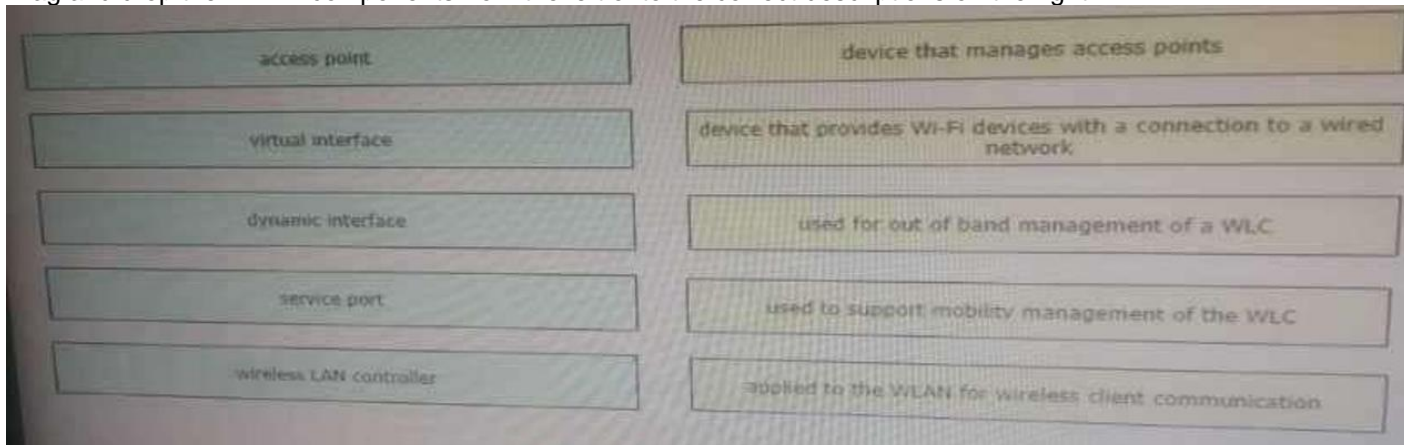 access point
device that manages access points
virtual interface
device that provides Wi-Fi devices with a connection to a wired
network
dynamic interface
used for out of band management of a WLC
service port
used to support mobility management of the WLC
wireless LAN controller
applied to the WLAN for wireless client communication